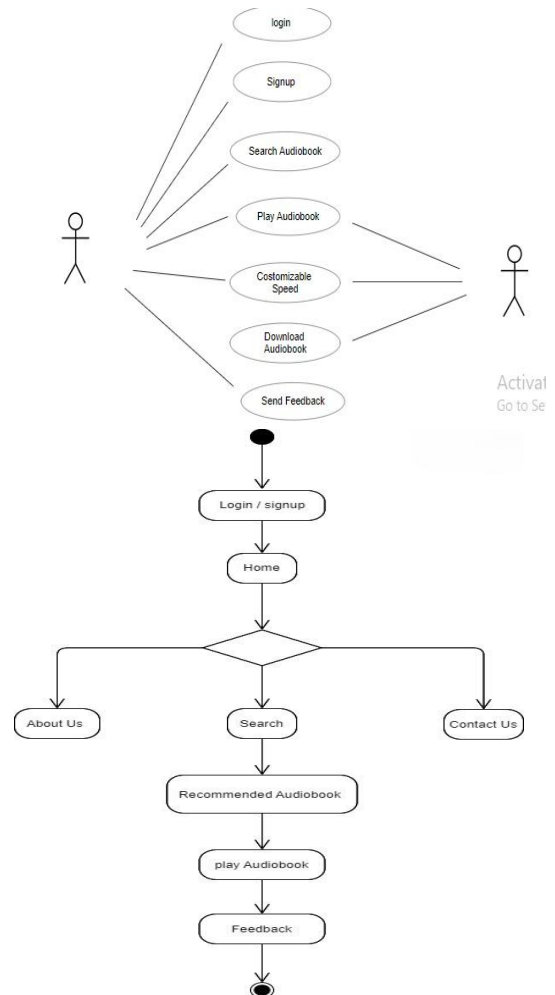 login
Signup
Search Audiobook
Play Audiobook
Costomizable
Speed
Download
Audiobook
Send Feedback
Activat
Go to Se
Login / signup
Home
About Us
Search
Contact Us
Recommended Audiobook
play Audiobook
Feedback